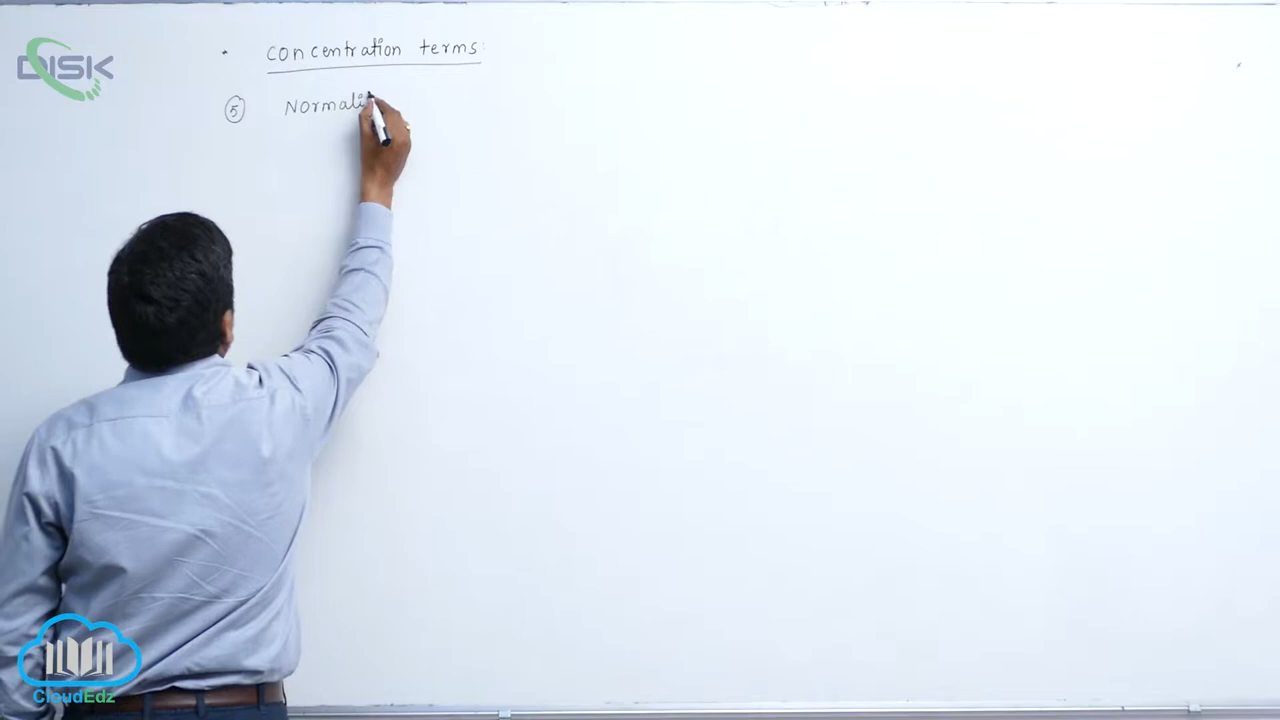 DISK
• Concentration terms:
⑤ Normali
CloudEdz